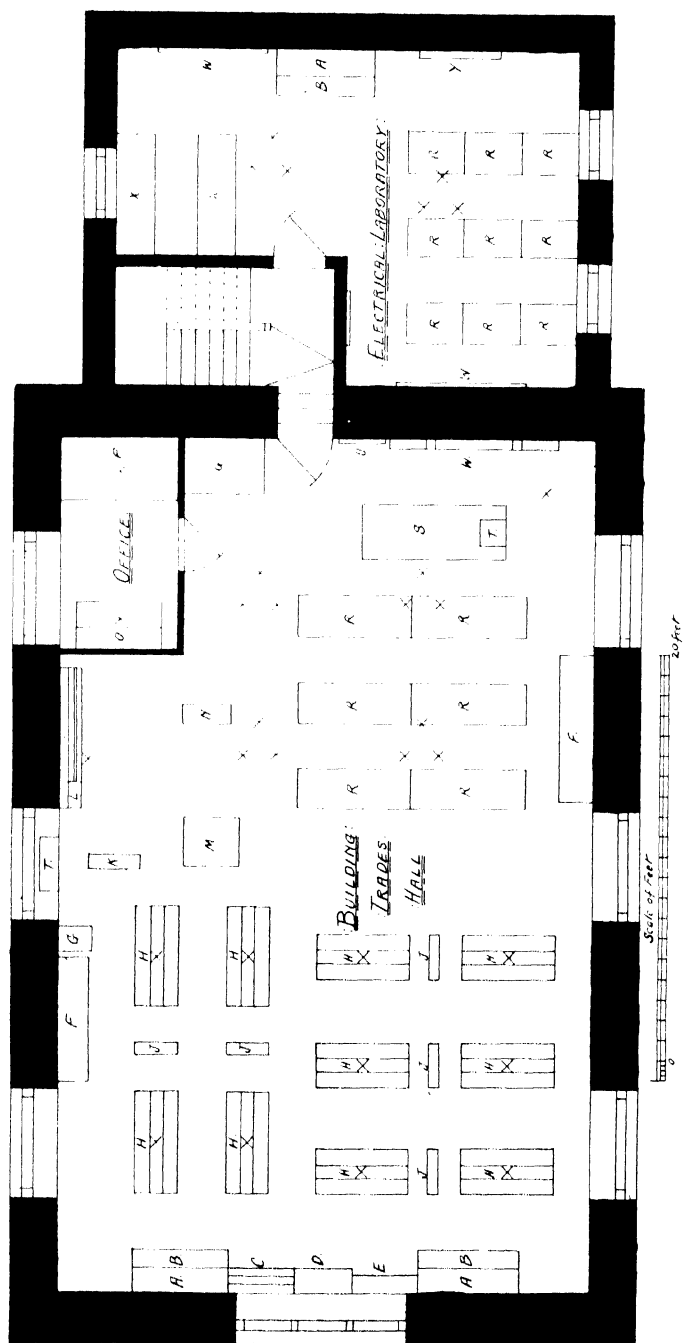 W
B A
Y
X
R R R
R R R
R R R
ELECTRICAL: LABORATORY:
P
OFFICE
O
U
W
S
T.
R R
R R
R R
N
L
T.
K
M
F.
BUILDING:
TRADES
HALL
G
F
H H H H
J J J
H H
J
H H H H
J
H H
A B
C
D.
E
A B
Scale of Feet
0
20 feet